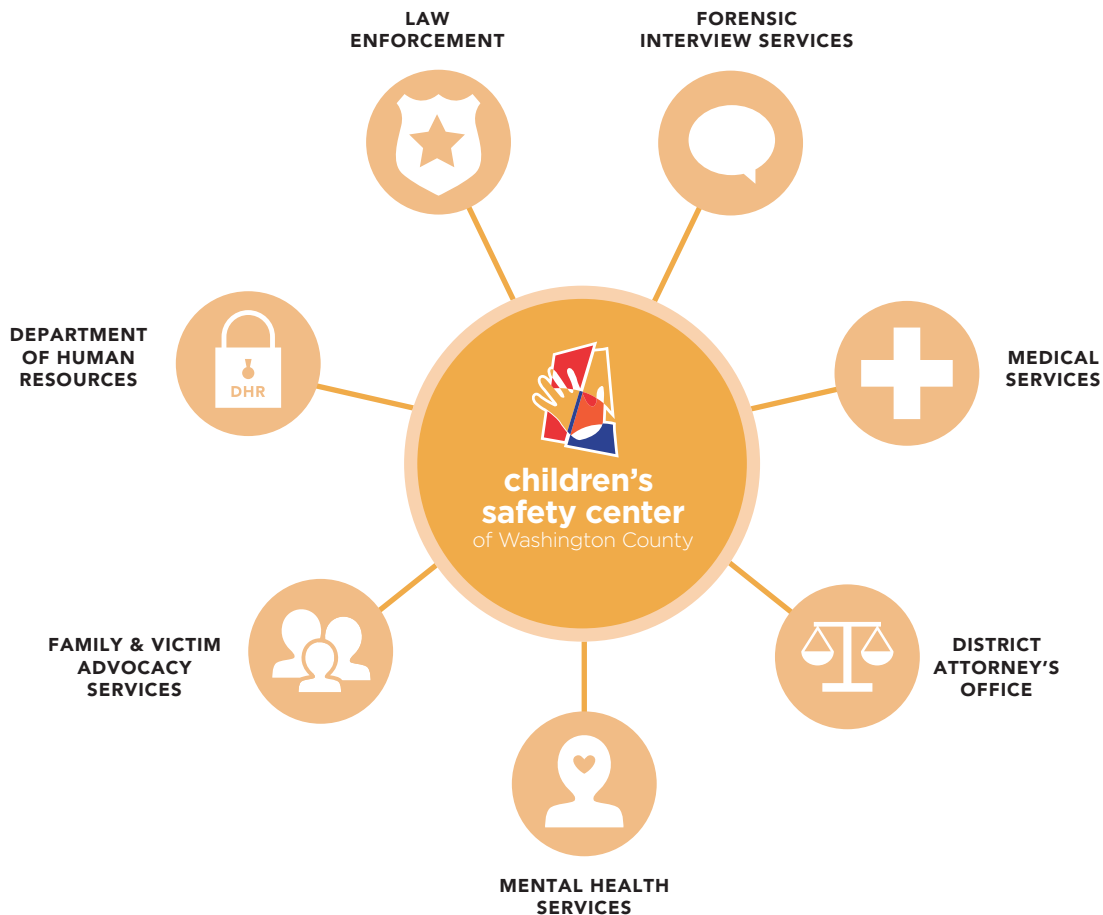 LAW
ENFORCEMENT
FORENSIC
INTERVIEW SERVICES
DEPARTMENT
OF HUMAN
RESOURCES
DHR
MEDICAL
SERVICES
children's
safety center
of Washington County
FAMILY & VICTIM
ADVOCACY
SERVICES
DISTRICT
ATTORNEY'S
OFFICE
MENTAL HEALTH
SERVICES